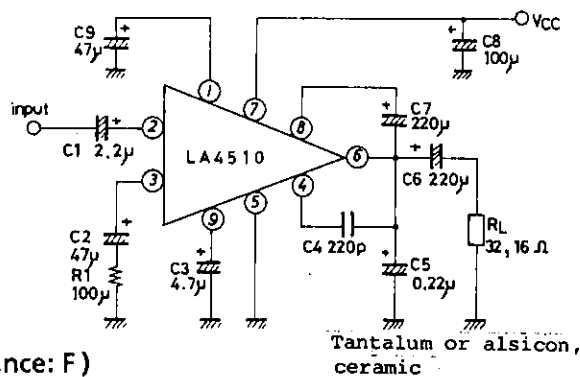 C9
47μ
+
VCC
C8
100μ
+
input
C1
2.2μ
+
1
2
3
4
5
6
7
8
9
LA4510
C7
220μ
+
C6 220μ
+
C2
47μ
+
R1
100μ
C3
4.7μ
+
C4 220p
C5
0.22μ
+
RL
32, 16 Ω
Tantalum or alsicon,
ceramic
nce: F)